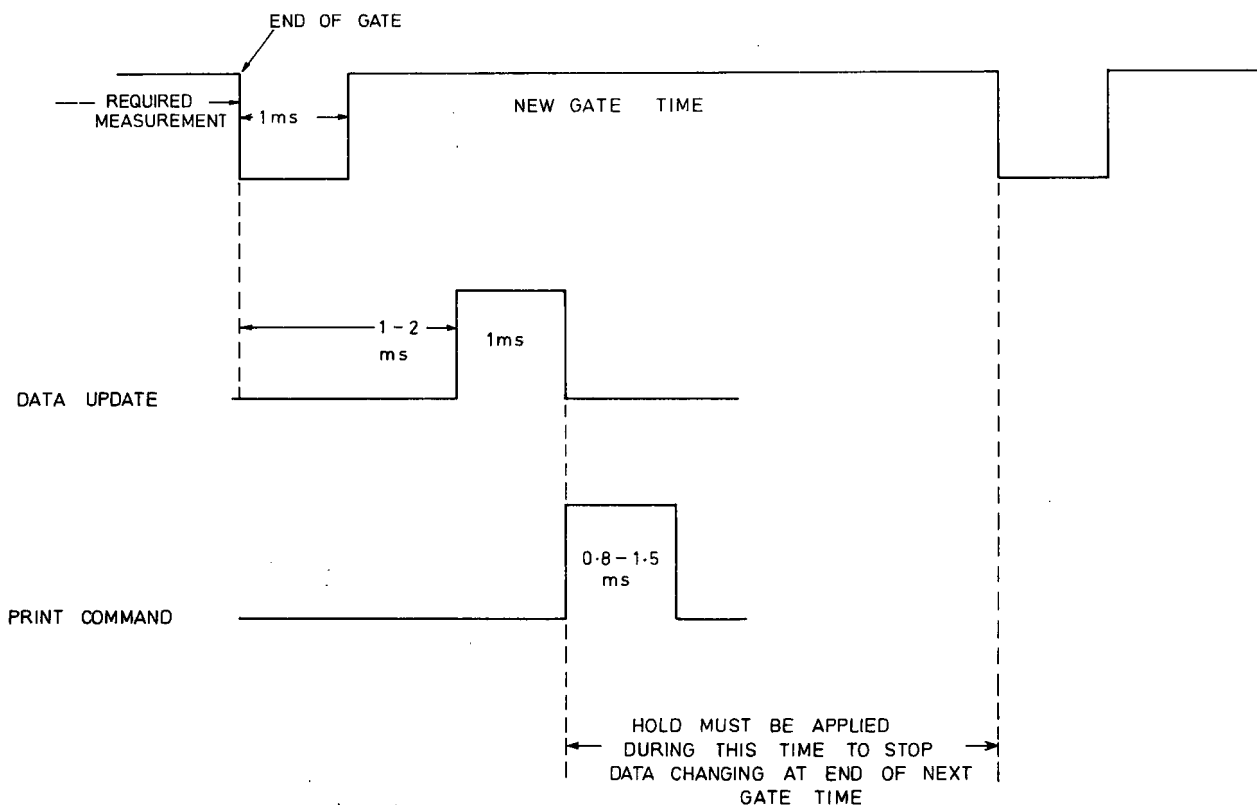 END OF GATE
REQUIRED
MEASUREMENT
1ms
NEW GATE TIME
1-2
ms
1ms
DATA UPDATE
0·8-1·5
ms
PRINT COMMAND
HOLD MUST BE APPLIED
DURING THIS TIME TO STOP
DATA CHANGING AT END OF NEXT
GATE TIME